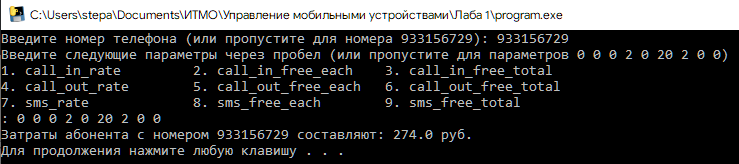 C:\Users\stepa\Documents\ИТМО\Управление мобильными устройствами\Лаба 1\program.exe
Введите номер телефона (или пропустите для номера 933156729): 933156729
Введите следующие параметры через пробел (или пропустите для параметров 0 0 0 2 0 20 2 0 0)
1. call_in_rate 2. call_in_free_each 3. call_in_free_total
4. call_out_rate 5. call_out_free_each 6. call_out_free_total
7. sms_rate 8. sms_free_each 9. sms_free_total
: 0 0 0 2 0 20 2 0 0
Затраты абонента с номером 933156729 составляют: 274.0 руб.
Для продолжения нажмите любую клавишу . . .